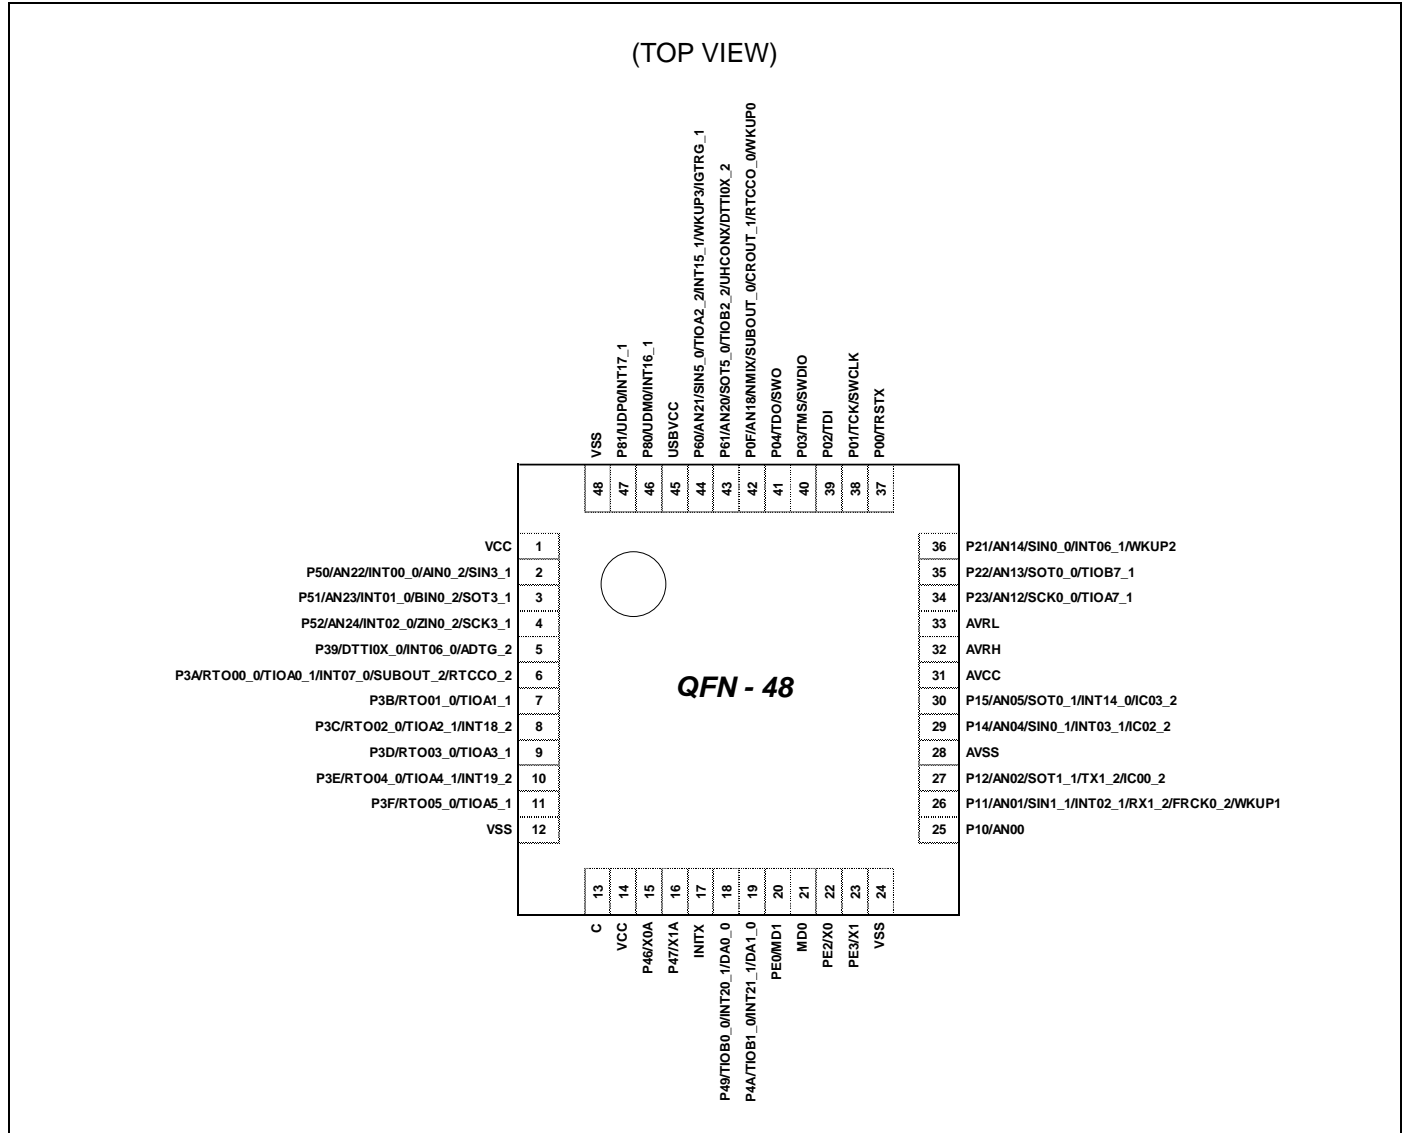 (TOP VIEW)
VSS
P81/UDP0/INT17_1
P80/UDM0/INT16_1
USBVCC
P60/AN21/SIN5_0/TIOA2_2/INT15_1/WKUP3/IGTRG_1
P61/AN20/SOT5_0/TIOB2_2/UHCONX/DTTI0X_2
P0F/AN18/NMIX/SUBOUT_0/CROUT_1/RTCCO_0/WKUP0
P04/TDO/SWO
P03/TMS/SWDIO
P02/TDI
P01/TCK/SWCLK
P00/TRSTX
48 47 46 45 44 43 42 41 40 39 38 37
VCC 1
P50/AN22/INT00_0/AIN0_2/SIN3_1 2
P51/AN23/INT01_0/BIN0_2/SOT3_1 3
P52/AN24/INT02_0/ZIN0_2/SCK3_1 4
P39/DTTI0X_0/INT06_0/ADTG_2 5
P3A/RTO00_0/TIOA0_1/INT07_0/SUBOUT_2/RTCCO_2 6
P3B/RTO01_0/TIOA1_1 7
P3C/RTO02_0/TIOA2_1/INT18_2 8
P3D/RTO03_0/TIOA3_1 9
P3E/RTO04_0/TIOA4_1/INT19_2 10
P3F/RTO05_0/TIOA5_1 11
VSS 12
QFN - 48
36 P21/AN14/SIN0_0/INT06_1/WKUP2
35 P22/AN13/SOT0_0/TIOB7_1
34 P23/AN12/SCK0_0/TIOA7_1
33 AVRL
32 AVRH
31 AVCC
30 P15/AN05/SOT0_1/INT14_0/IC03_2
29 P14/AN04/SIN0_1/INT03_1/IC02_2
28 AVSS
27 P12/AN02/SOT1_1/TX1_2/IC00_2
26 P11/AN01/SIN1_1/INT02_1/RX1_2/FRCK0_2/WKUP1
25 P10/AN00
13 14 15 16 17 18 19 20 21 22 23 24
C
VCC
P46/X0A
P47/X1A
INITX
P49/TIOB0_0/INT20_1/DA0_0
P4A/TIOB1_0/INT21_1/DA1_0
PE0/MD1
MD0
PE2/X0
PE3/X1
VSS